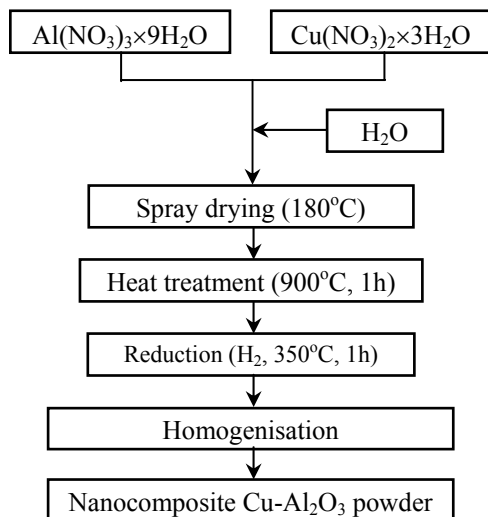 Al(NO₃)₃×9H₂O
Cu(NO₃)₂×3H₂O
H₂O
Spray drying (180°C)
Heat treatment (900°C, 1h)
Reduction (H₂, 350°C, 1h)
Homogenisation
Nanocomposite Cu-Al₂O₃ powder